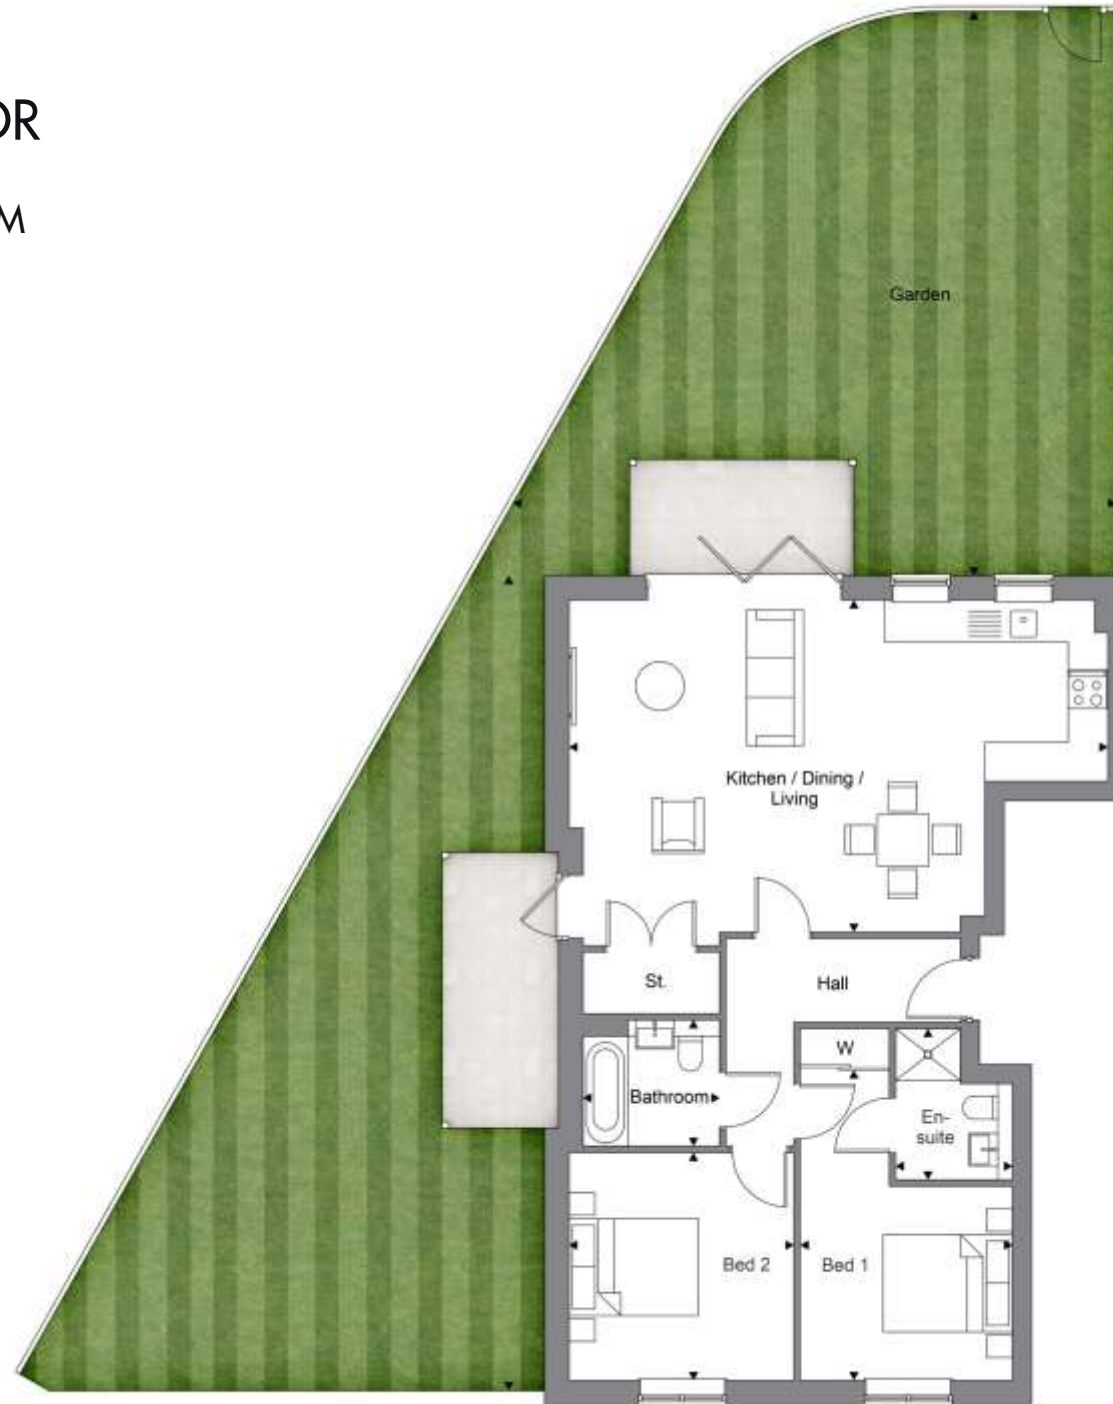 OR
M
Garden
Kitchen / Dining /
Living
St.
Hall
W
Bathroom
En-
suite
Bed 2
Bed 1